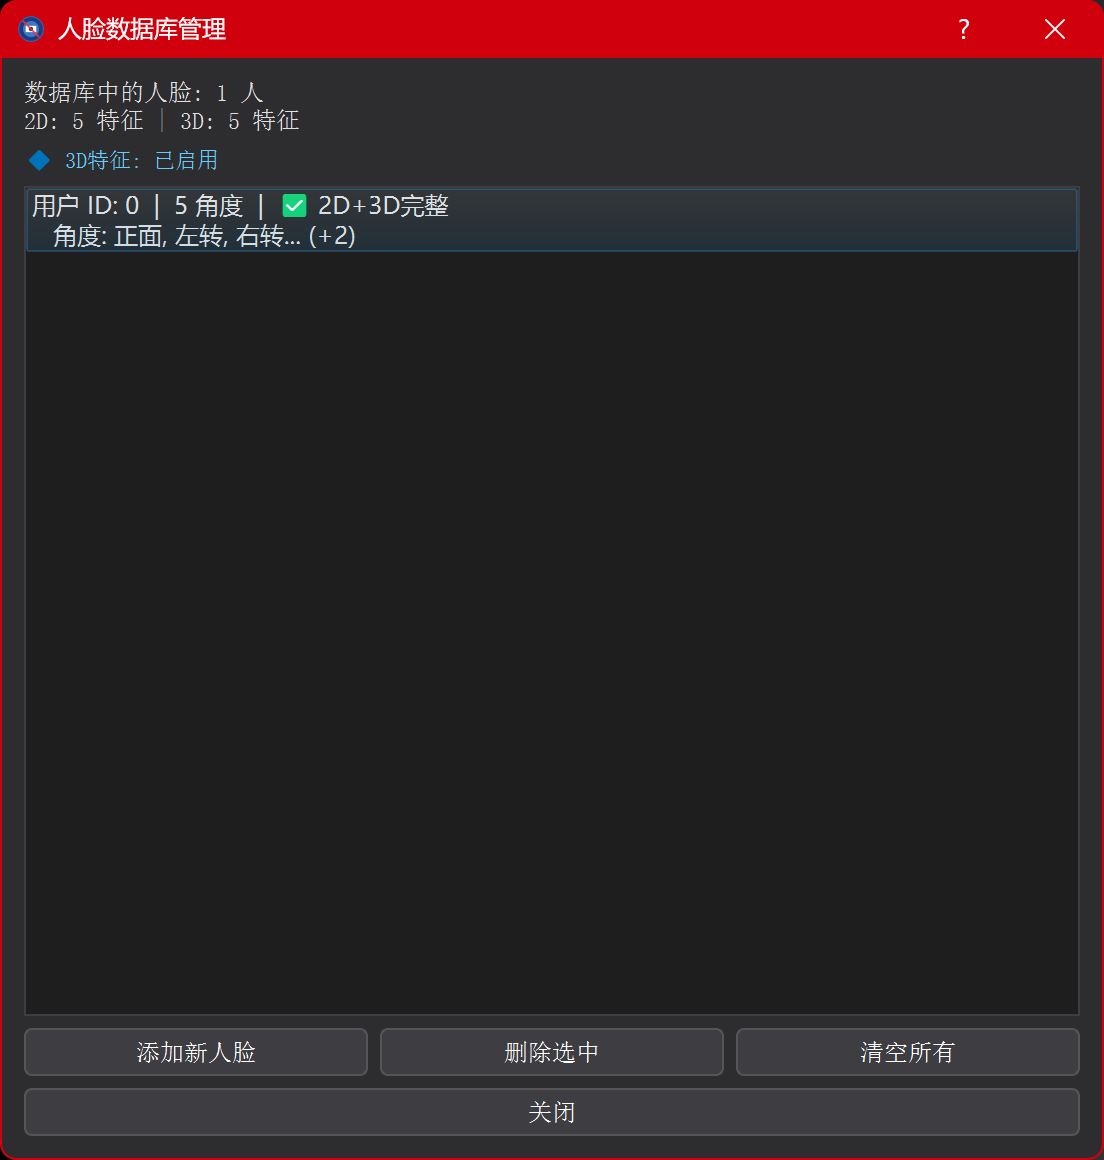 人脸数据库管理
?
数据库中的人脸: 1 人
2D: 5 特征 | 3D: 5 特征
3D特征: 已启用
用户 ID: 0 | 5 角度 | ✅ 2D+3D完整
角度: 正面, 左转, 右转... (+2)
添加新人脸 删除选中 清空所有
关闭